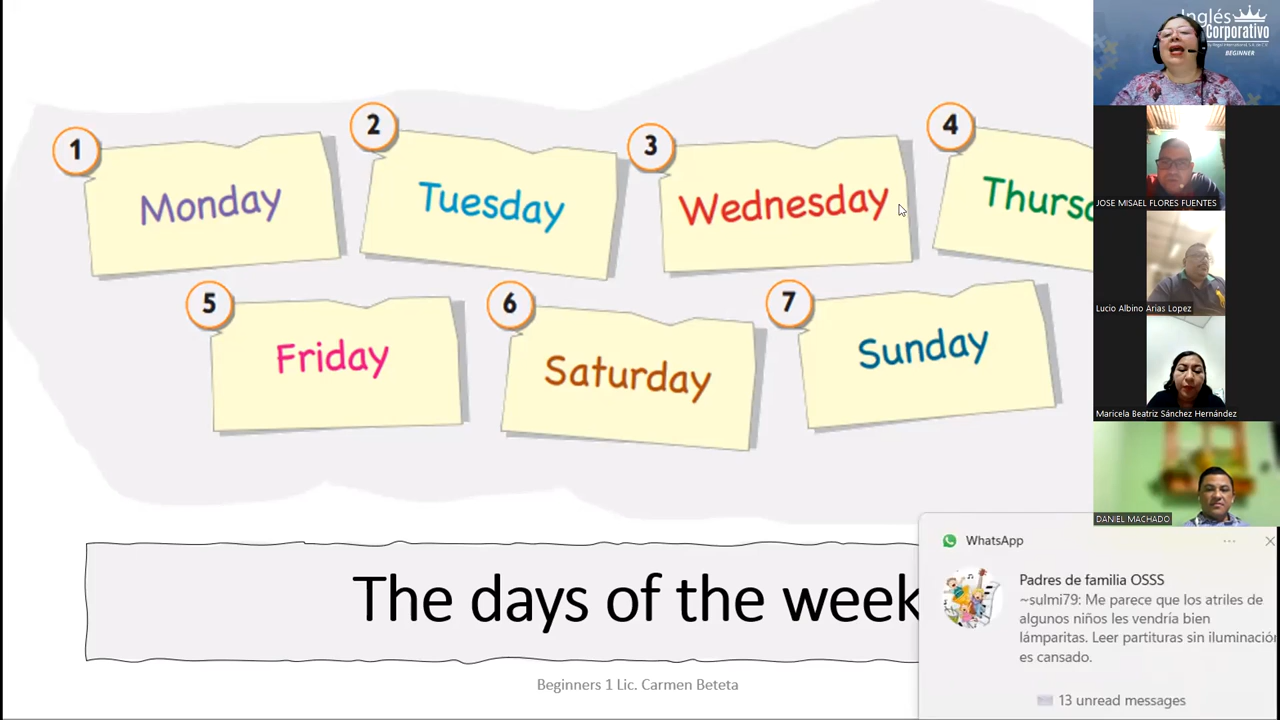 1
Monday
2
Tuesday
3
Wednesday
4
Thurs
5
Friday
6
Saturday
7
Sunday
The days of the week
Beginners 1 Lic. Carmen Beteta
Inglés
Corporativo
BEGINNER
JOSE MISAEL FLORES FUENTES
Lucio Albino Arias Lopez
Maricela Beatriz Sánchez Hernández
DANIEL MACHADO
WhatsApp
Padres de familia OSSS
~sulmi79: Me parece que los atriles de
algunos niños les vendría bien
lámparitas. Leer partituras sin iluminación
es cansado.
13 unread messages